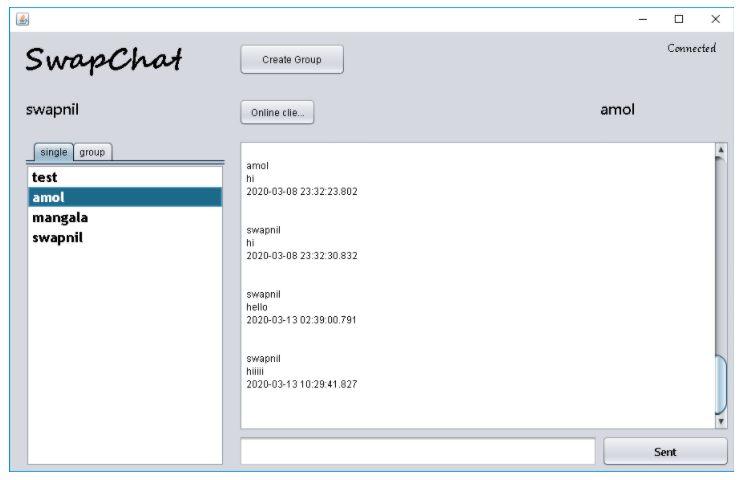 SwapChat
Create Group
Connected
swapnil
Online clie...
amol
single group
test
amol
mangala
swapnil
amol
hi
2020-03-08 23:32:23.802
swapnil
hi
2020-03-08 23:32:30.832
swapnil
hello
2020-03-13 02:39:00.791
swapnil
hiiiii
2020-03-13 10:29:41.827
Sent